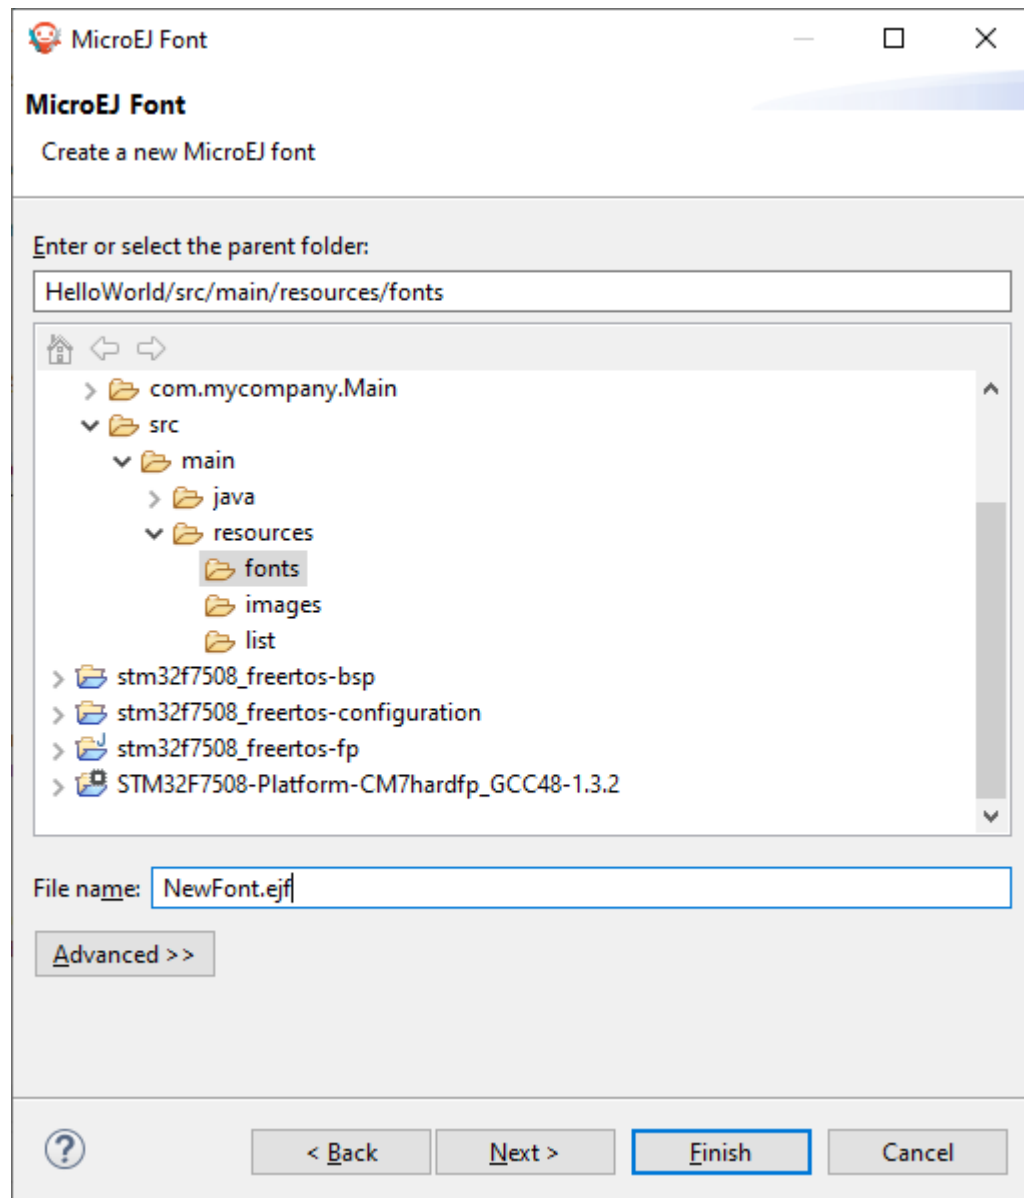 MicroEJ Font
MicroEJ Font
Create a new MicroEJ font
Enter or select the parent folder:
HelloWorld/src/main/resources/fonts
com.mycompany.Main
src
main
java
resources
fonts
images
list
stm32f7508_freertos-bsp
stm32f7508_freertos-configuration
stm32f7508_freertos-fp
STM32F7508-Platform-CM7hardfp_GCC48-1.3.2
File name: NewFont.ejf
Advanced >>
? < Back Next > Finish Cancel